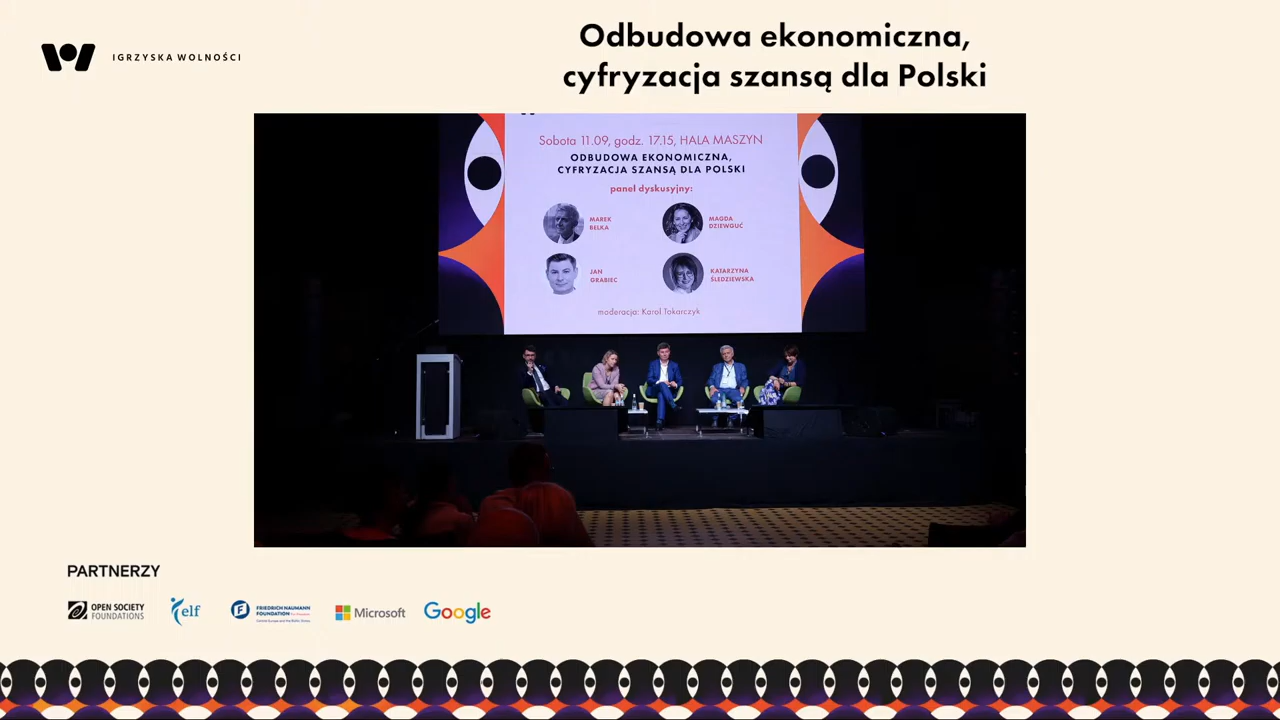 IGRZYSKA WOLNOŚCI
Odbudowa ekonomiczna,
cyfryzacja szansą dla Polski
Sobota 11.09, godz. 17.15, HALA MASZYN
ODBUDOWA EKONOMICZNA,
CYFRYZACJA SZANSĄ DLA POLSKI
panel dyskusyjny:
MAREK
BELKA
MAGDA
DZIEWGUĆ
JAN
GRABIEC
KATARZYNA
ŚLEDZIEWSKA
moderacja: Karol Tokarczyk
PARTNERZY
OPEN SOCIETY
FOUNDATIONS
elf
FRIEDRICH NAUMANN
FOUNDATION
Microsoft
Google